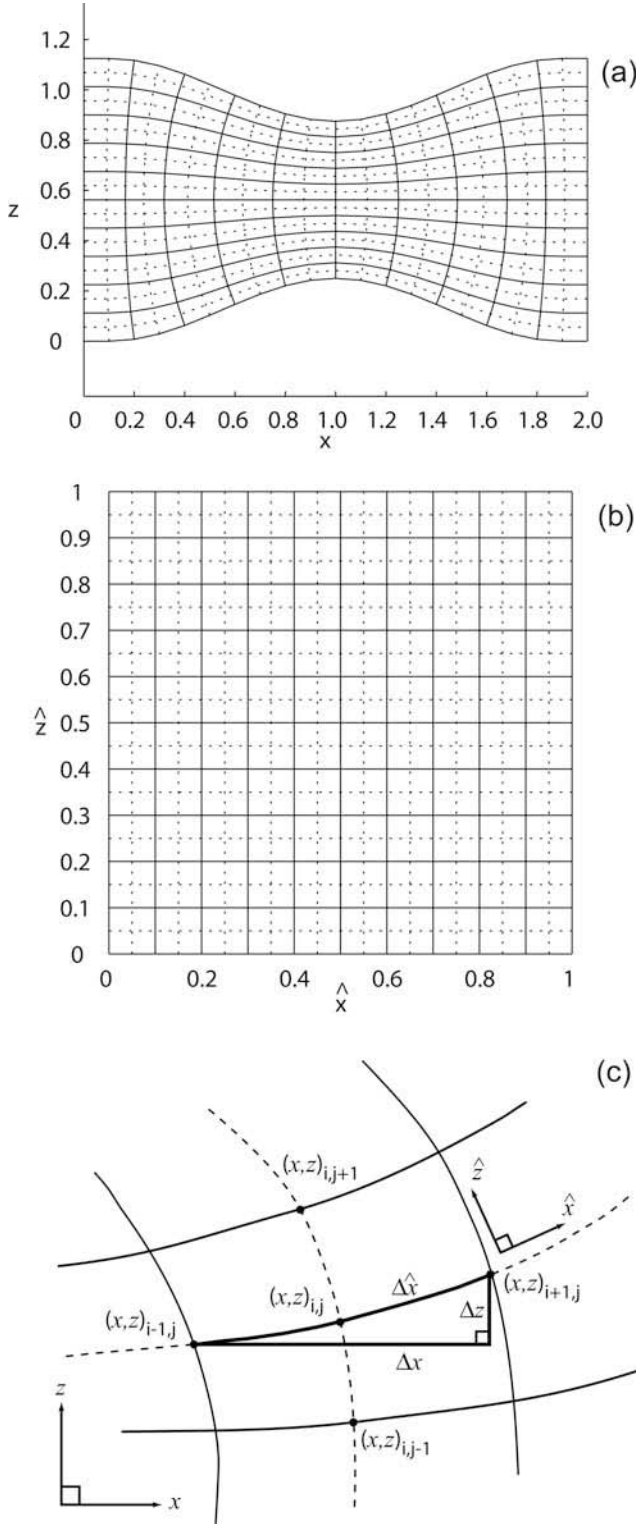 (a)
1.2
1.0
0.8
0.6
z
0.4
0.2
0
0 0.2 0.4 0.6 0.8 1.0 1.2 1.4 1.6 1.8 2.0
x
(b)
1
0.9
0.8
0.7
0.6
0.5
ẑ
0.4
0.3
0.2
0.1
0
0 0.2 0.4 0.6 0.8 1
x̂
(c)
(x,z)i,j+1
ẑ
x̂
(x,z)i,j
Δx̂
(x,z)i+1,j
(x,z)i-1,j
Δz
Δx
z
(x,z)i,j-1
x